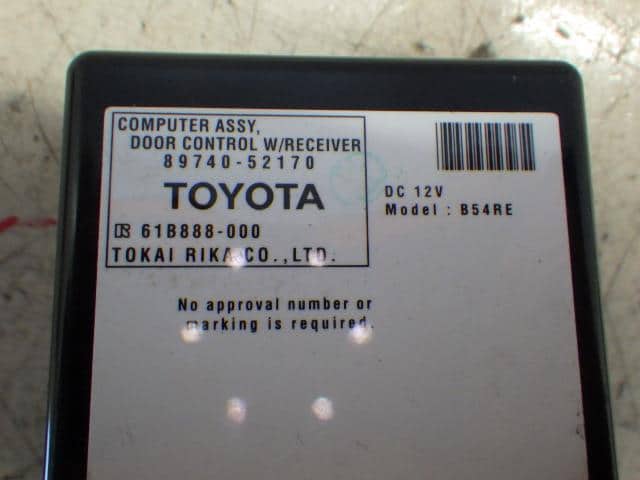 COMPUTER ASSY,
DOOR CONTROL W/RECEIVER
89740-52170
TOYOTA
61B888-000
TOKAI RIKA CO.,LTD.
DC 12V
Model : B54RE
No approval number or
marking is required.